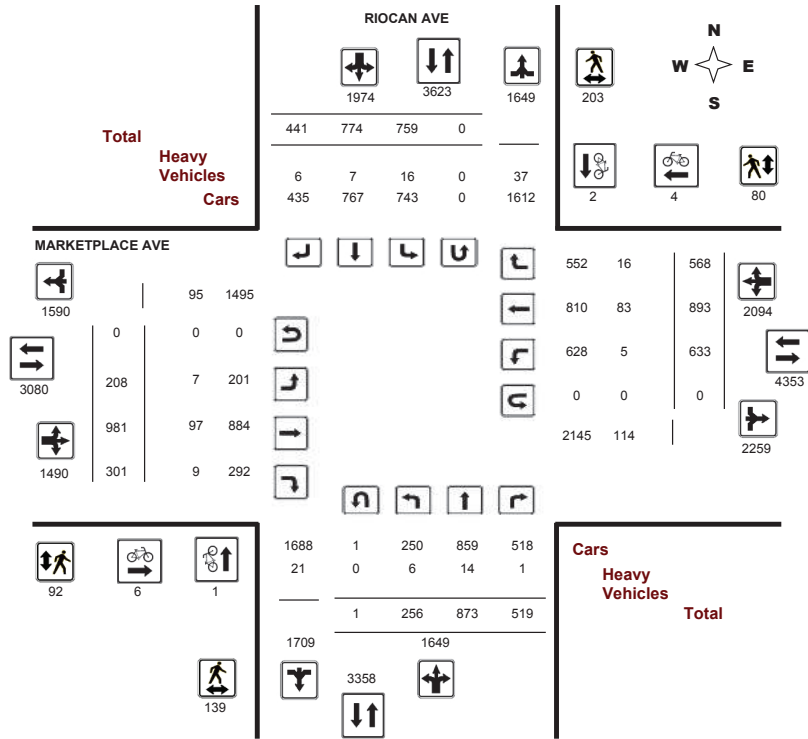 RIOCAN AVE
N
W E
S
1974 3623 1649 203
441 774 759 0
Total
Heavy
Vehicles
Cars
6 7 16 0 37
435 767 743 0 1612
2 4 80
MARKETPLACE AVE
1590
95 1495
0 0 0
3080
208 7 201
981 97 884
1490
301 9 292
552 16 568
810 83 893
2094
628 5 633
4353
0 0 0
2145 114
2259
1688 1 250 859 518
21 0 6 14 1
1 256 873 519
1709 1649
3358
92 6 1
139
Cars
Heavy
Vehicles
Total